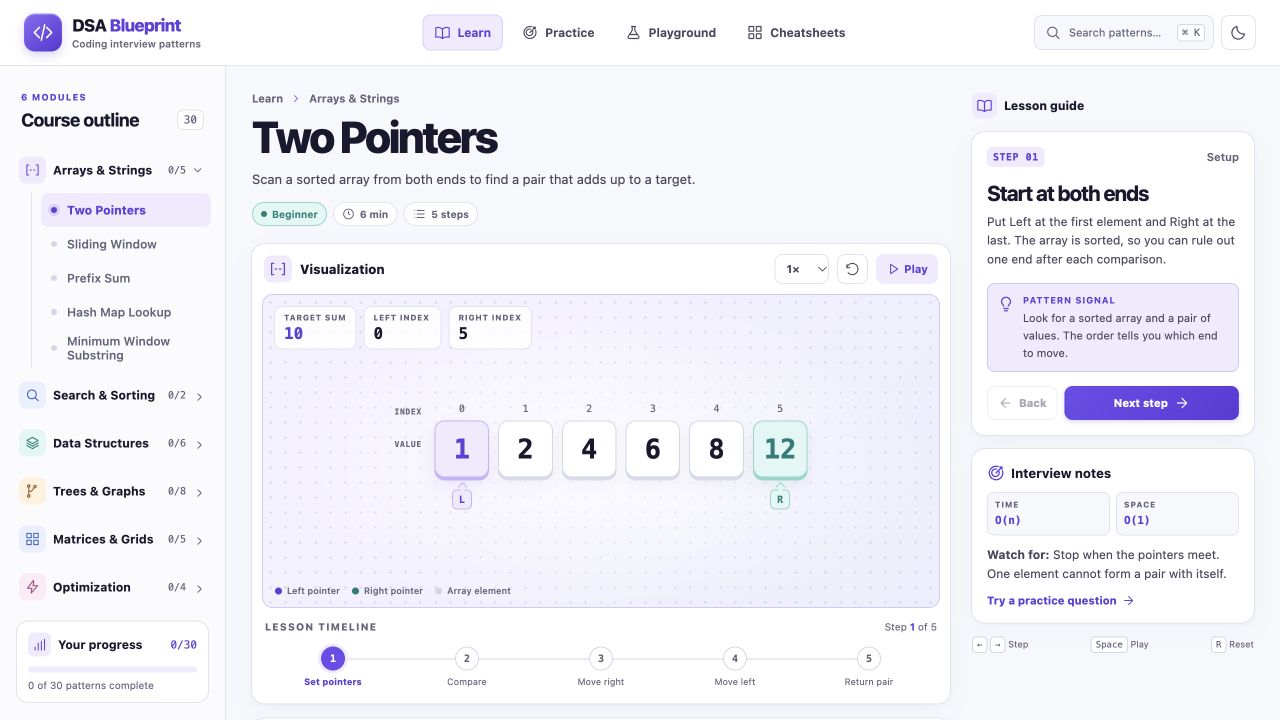 DSA Blueprint
Coding interview patterns
Learn
Practice
Playground
Cheatsheets
Search patterns...
⌘ K
6 MODULES
Course outline
30
Arrays & Strings
0/5
Two Pointers
Sliding Window
Prefix Sum
Hash Map Lookup
Minimum Window
Substring
Search & Sorting
0/2
Data Structures
0/6
Trees & Graphs
0/8
Matrices & Grids
0/5
Optimization
0/4
Your progress
0/30
0 of 30 patterns complete
Learn > Arrays & Strings
Two Pointers
Scan a sorted array from both ends to find a pair that adds up to a target.
Beginner
6 min
5 steps
Visualization
1×
Play
TARGET SUM
10
LEFT INDEX
0
RIGHT INDEX
5
INDEX
0 1 2 3 4 5
VALUE
1 2 4 6 8 12
L
R
Left pointer
Right pointer
Array element
LESSON TIMELINE
Step 1 of 5
1 2 3 4 5
Set pointers
Compare
Move right
Move left
Return pair
Lesson guide
STEP 01
Setup
Start at both ends
Put Left at the first element and Right at the
last. The array is sorted, so you can rule out
one end after each comparison.
PATTERN SIGNAL
Look for a sorted array and a pair of
values. The order tells you which end
to move.
← Back
Next step →
Interview notes
TIME
O(n)
SPACE
O(1)
Watch for: Stop when the pointers meet.
One element cannot form a pair with itself.
Try a practice question →
← → Step
Space Play
R Reset